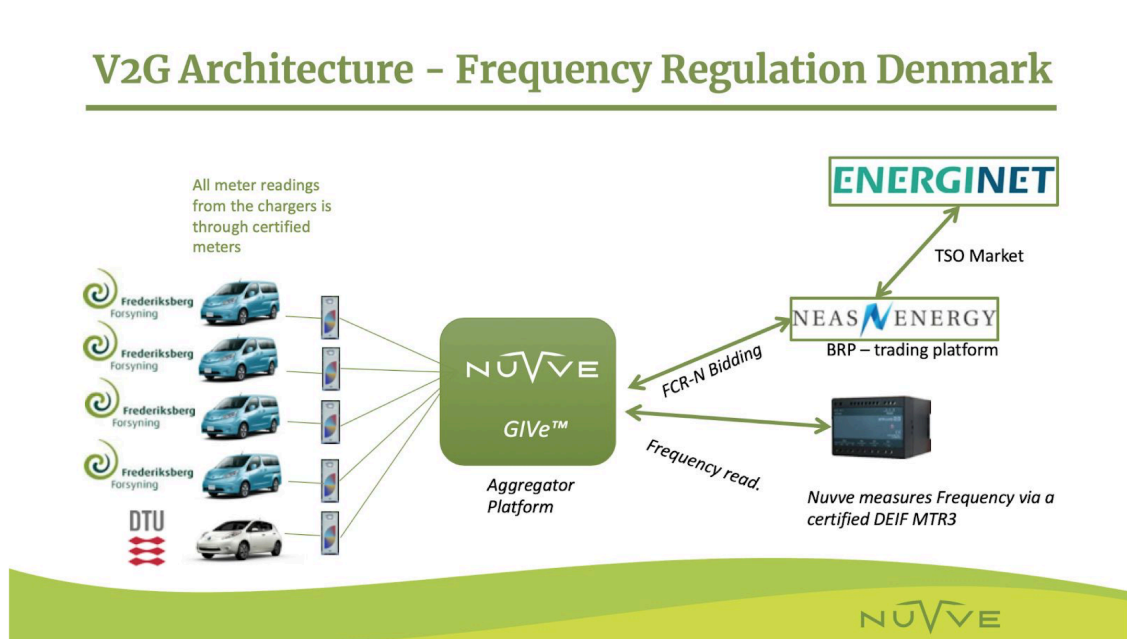 V2G Architecture - Frequency Regulation Denmark
All meter readings
from the chargers is
through certified
meters
Frederiksberg
Forsyning
Frederiksberg
Forsyning
Frederiksberg
Forsyning
Frederiksberg
Forsyning
DTU
NUVVE
GIVe™
Aggregator
Platform
ENERGINET
TSO Market
NEAS ENERGY
BRP – trading platform
FCR-N Bidding
Frequency read.
Nuvve measures Frequency via a
certified DEIF MTR3
NUVVE